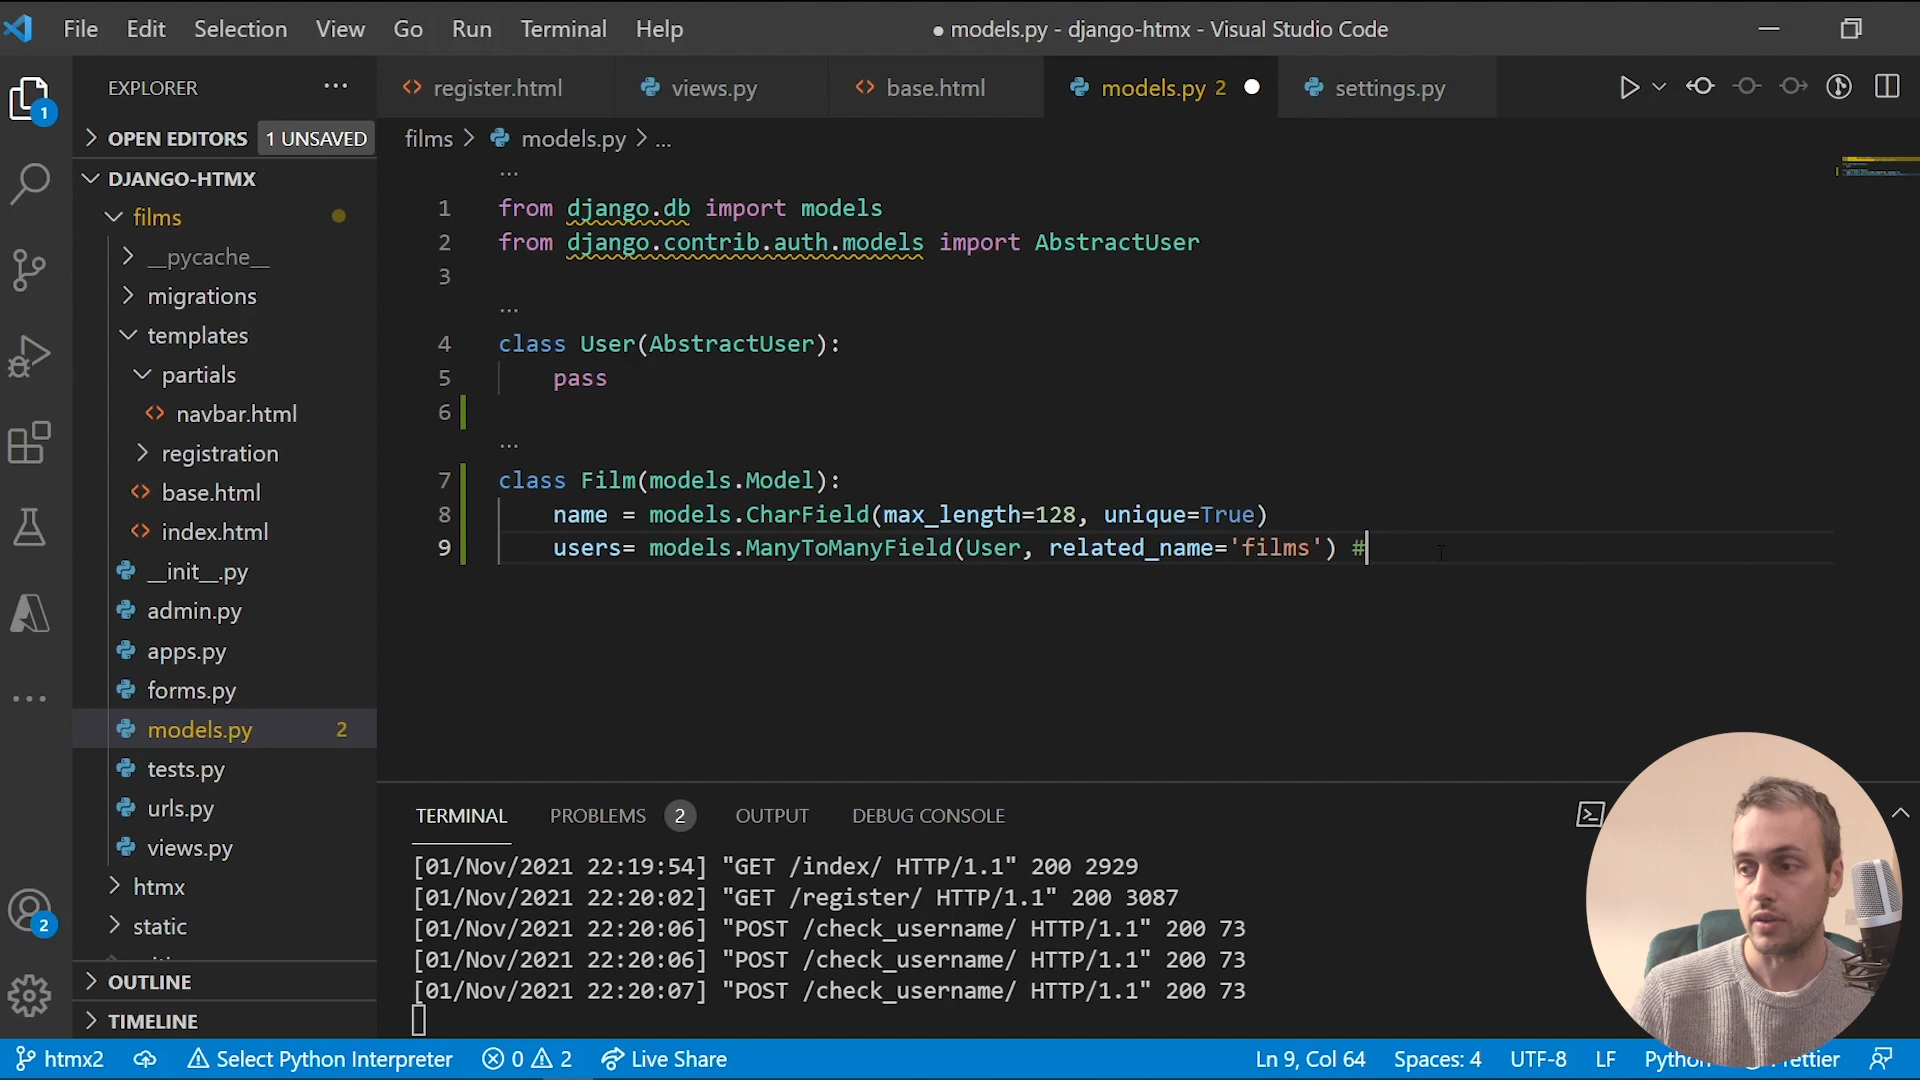 File Edit Selection View Go Run Terminal Help
● models.py - django-htmx - Visual Studio Code
EXPLORER ...
register.html
views.py
base.html
models.py 2
settings.py
1
OPEN EDITORS 1 UNSAVED
films > models.py > ...
DJANGO-HTMX
films
__pycache__
migrations
templates
partials
navbar.html
registration
base.html
index.html
__init__.py
admin.py
apps.py
forms.py
models.py 2
tests.py
urls.py
views.py
htmx
static
OUTLINE
TIMELINE
2
...
1 from django.db import models
2 from django.contrib.auth.models import AbstractUser
3
...
4 class User(AbstractUser):
5 pass
6
...
7 class Film(models.Model):
8 name = models.CharField(max_length=128, unique=True)
9 users= models.ManyToManyField(User, related_name='films') #
TERMINAL PROBLEMS 2 OUTPUT DEBUG CONSOLE
[01/Nov/2021 22:19:54] "GET /index/ HTTP/1.1" 200 2929
[01/Nov/2021 22:20:02] "GET /register/ HTTP/1.1" 200 3087
[01/Nov/2021 22:20:06] "POST /check_username/ HTTP/1.1" 200 73
[01/Nov/2021 22:20:06] "POST /check_username/ HTTP/1.1" 200 73
[01/Nov/2021 22:20:07] "POST /check_username/ HTTP/1.1" 200 73
htmx2 Select Python Interpreter 0 2 Live Share Ln 9, Col 64 Spaces: 4 UTF-8 LF